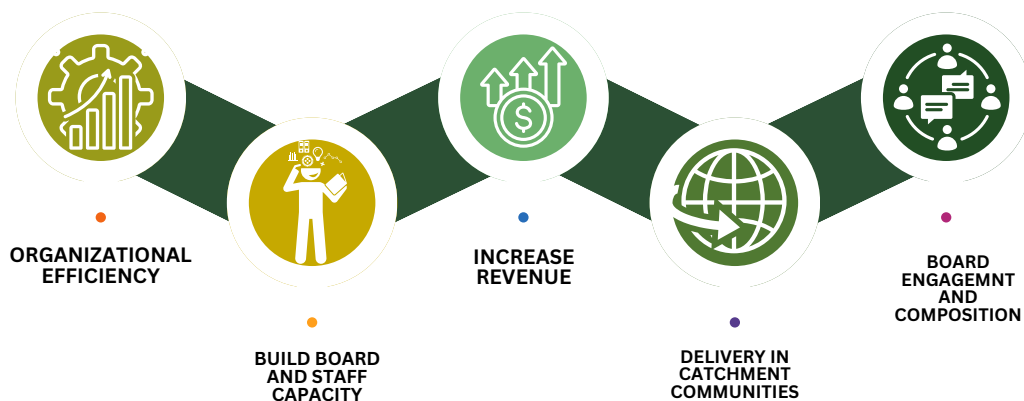 ORGANIZATIONAL
EFFICIENCY
BUILD BOARD
AND STAFF
CAPACITY
$
INCREASE
REVENUE
DELIVERY IN
CATCHMENT
COMMUNITIES
BOARD
ENGAGEMNT
AND
COMPOSITION